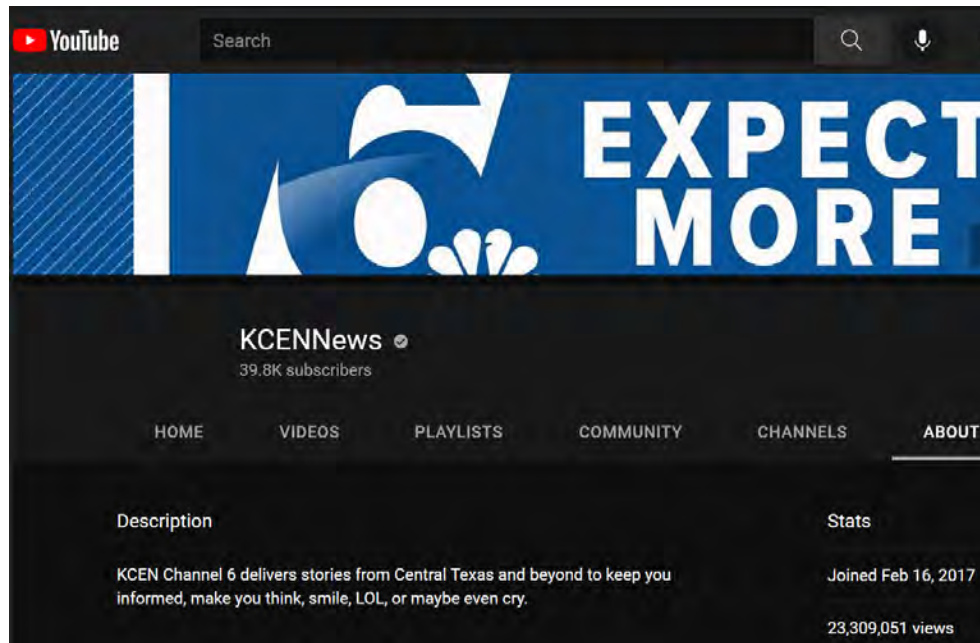 YouTube
Search
6
EXPECT
MORE
KCENNews
39.8K subscribers
HOME VIDEOS PLAYLISTS COMMUNITY CHANNELS ABOUT
Description
Stats
KCEN Channel 6 delivers stories from Central Texas and beyond to keep you
informed, make you think, smile, LOL, or maybe even cry.
Joined Feb 16, 2017
23,309,051 views